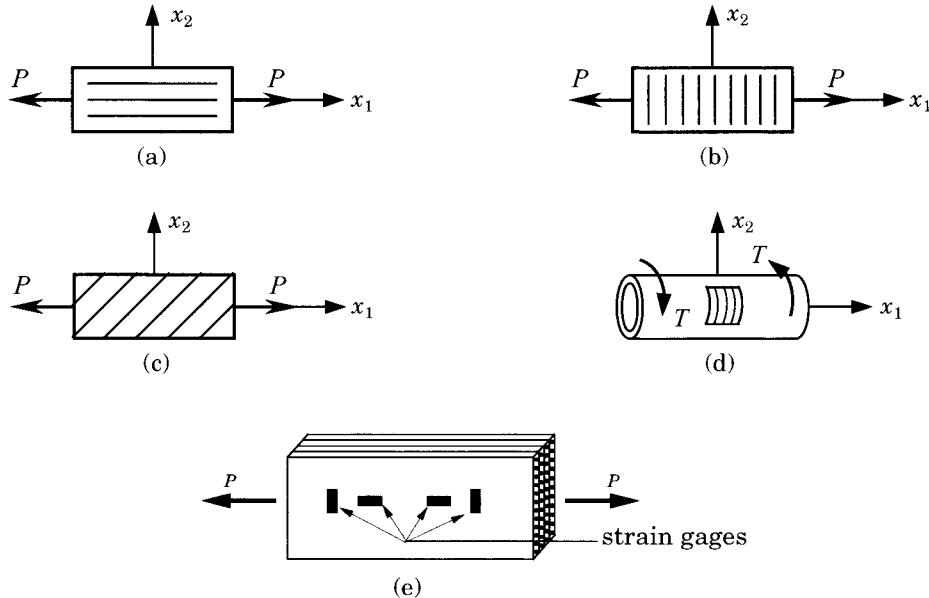 x2 x2
P P x1 P P x1
(a) (b)
x2 x2
P P x1 T T x1
(c) (d)
P P
strain gages
(e)